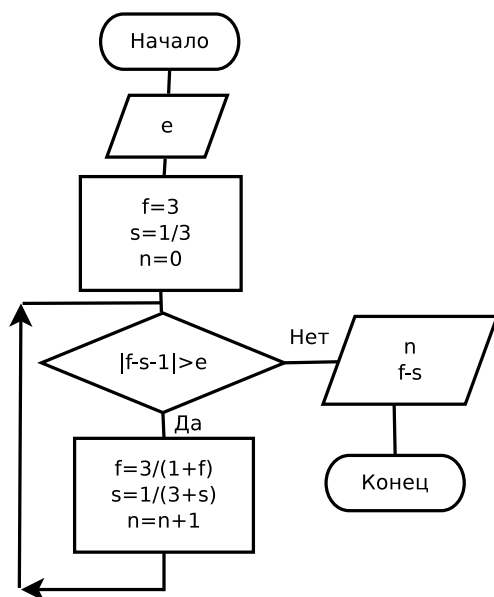 Начало
e
f=3
s=1/3
n=0
|f-s-1|>e
Нет
n
f-s
Да
f=3/(1+f)
s=1/(3+s)
n=n+1
Конец